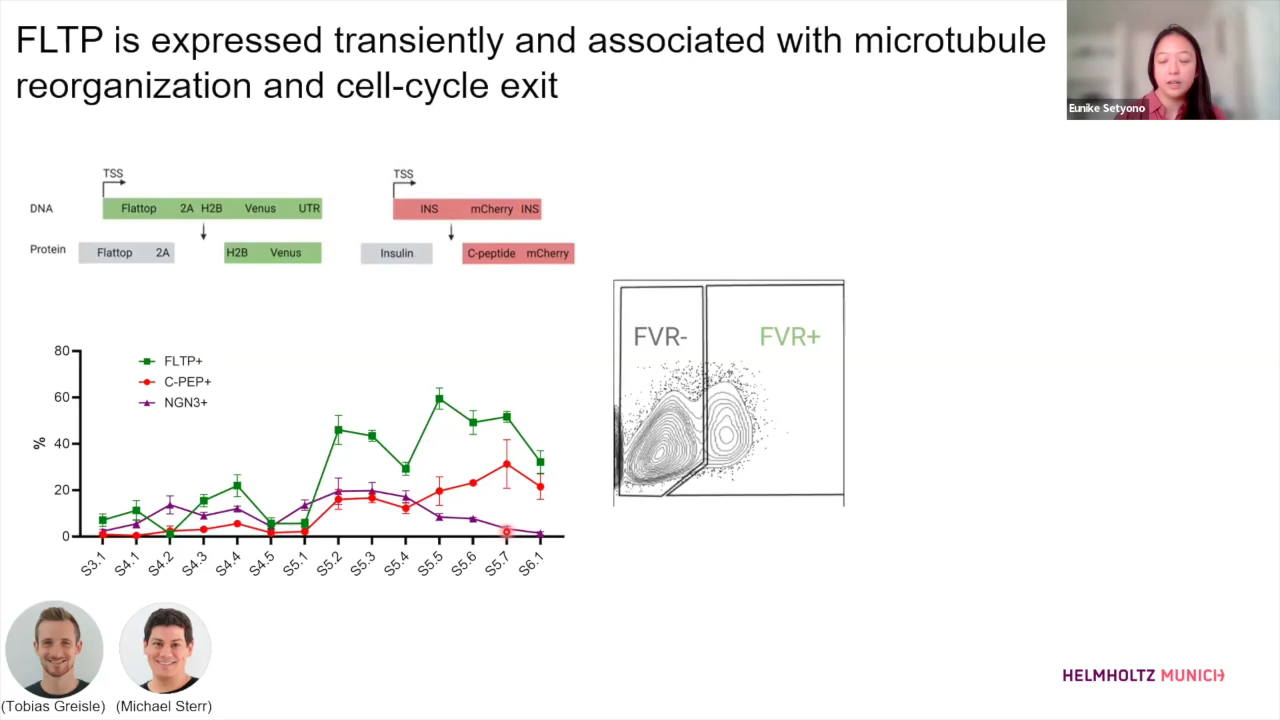 FLTP is expressed transiently and associated with microtubule
reorganization and cell-cycle exit
Eunike Setyono
TSS
TSS
DNA
Flattop 2A H2B Venus UTR
INS mCherry INS
Protein
Flattop 2A
H2B Venus
Insulin
C-peptide mCherry
FVR-
FVR+
80
60
40
20
0
%
FLTP+
C-PEP+
NGN3+
S3.1
S4.1
S4.2
S4.3
S4.4
S4.5
S5.1
S5.2
S5.3
S5.4
S5.5
S5.6
S5.7
S6.1
(Tobias Greisle)
(Michael Sterr)
HELMHOLTZ MUNICH